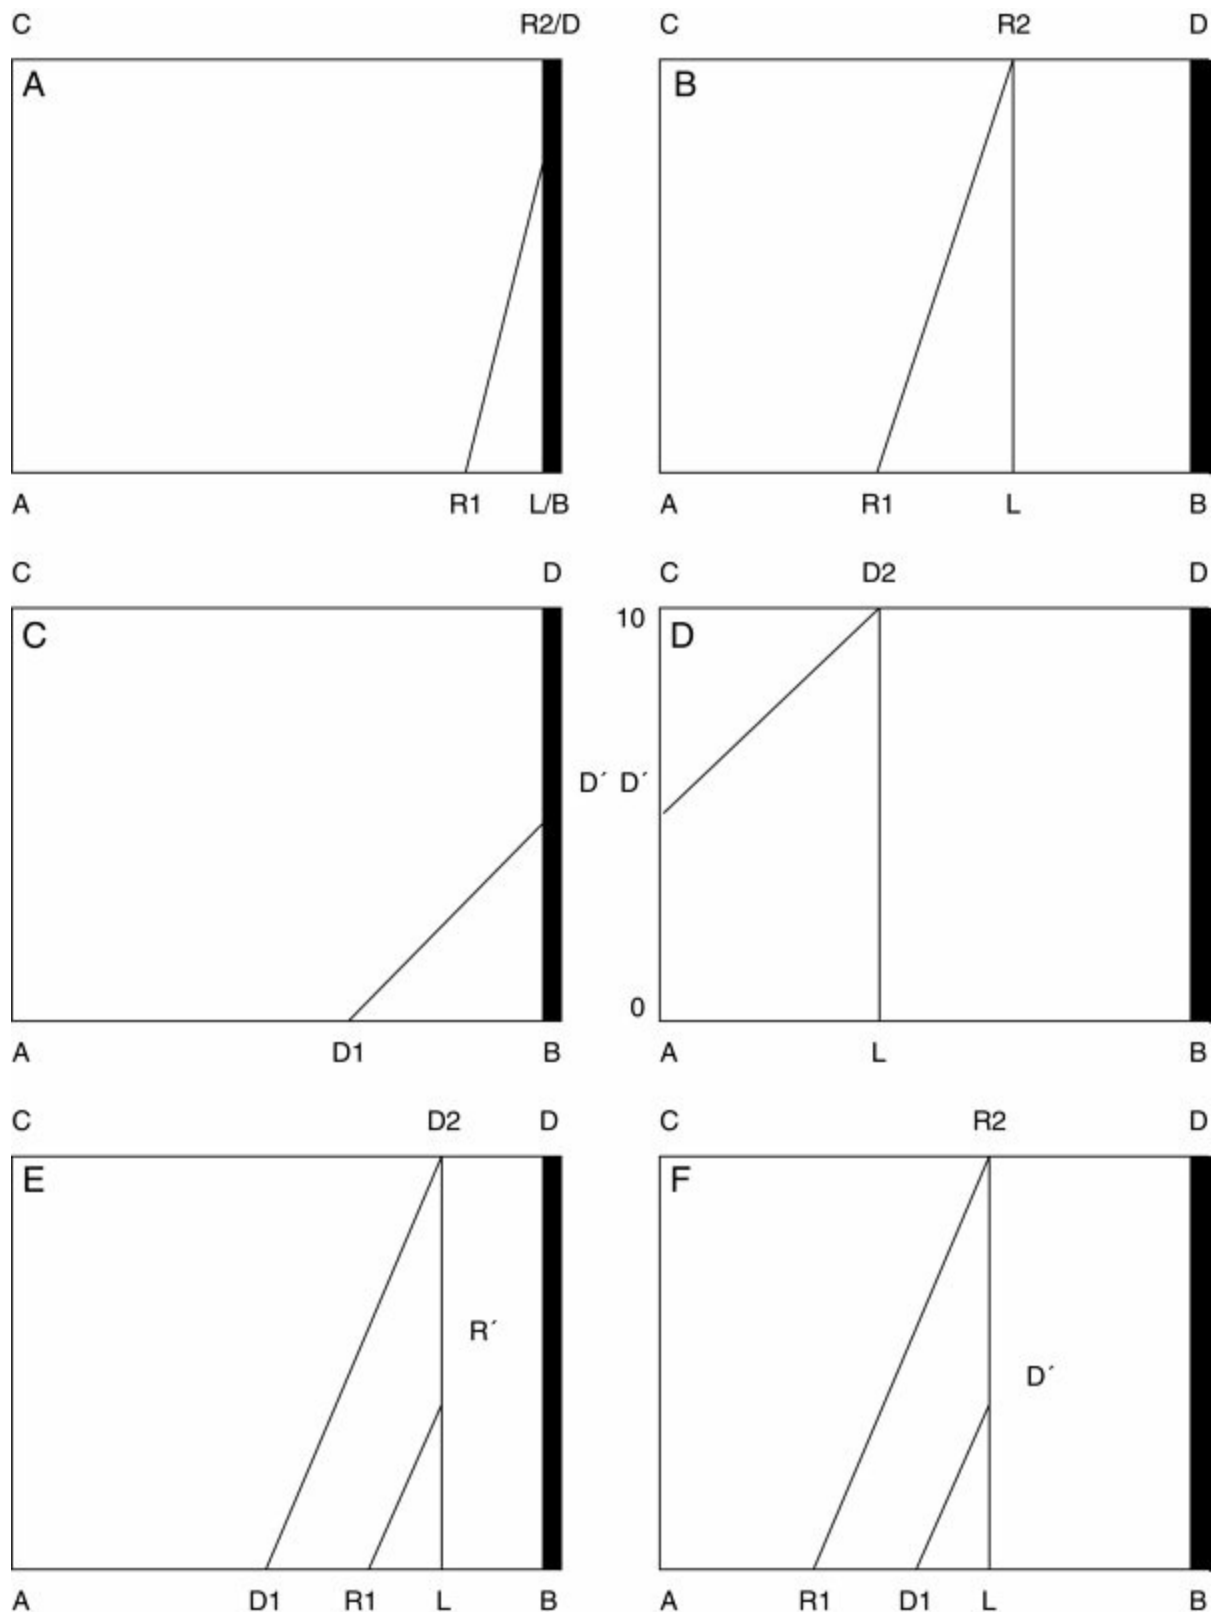 C R2/D C R2 D
A B
A R1 L/B A R1 L B
C D C D2 D
10
C D
D´ D´
0
A D1 B A L B
C D2 D C R2 D
E F
R´
D´
A D1 R1 L B A R1 D1 L B